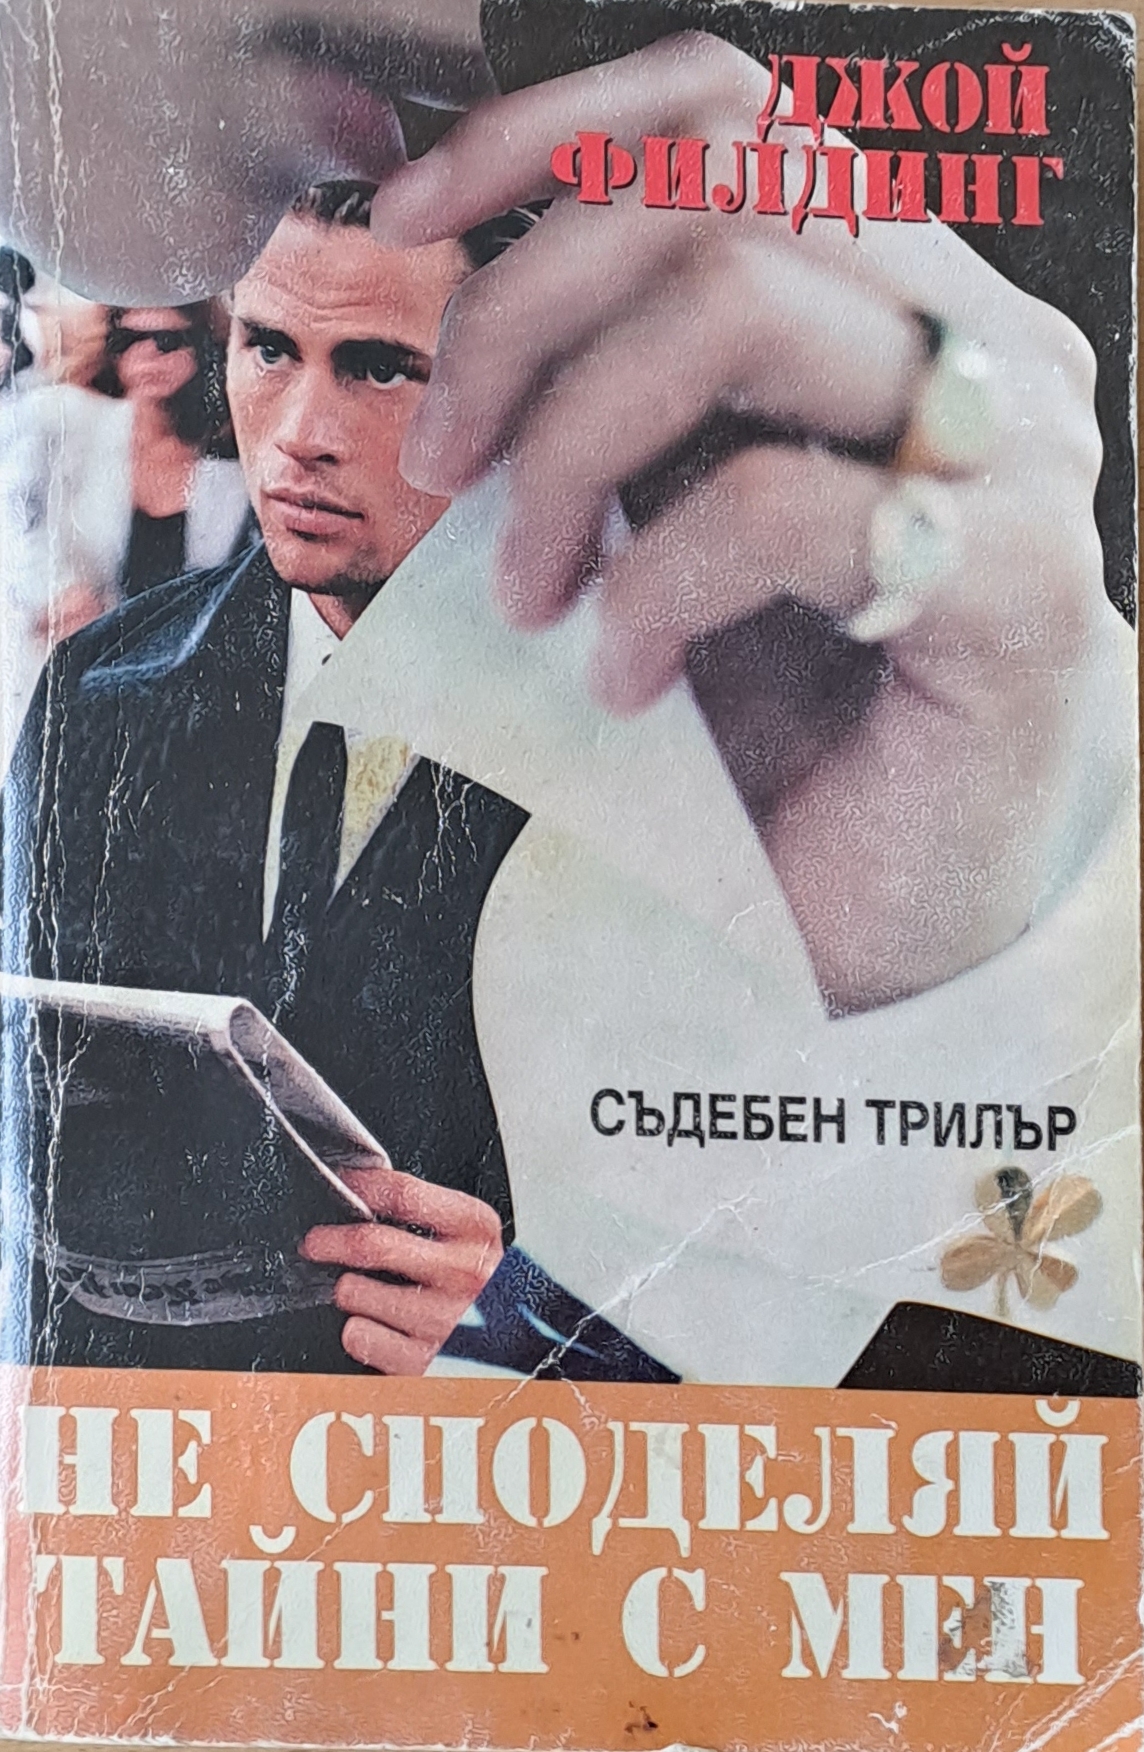 ДЖОЙ
ФИЛДИНГ
СЪДЕБЕН ТРИЛЪР
НЕ СПОДЕЛЯЙ
ТАЙНИ С МЕН